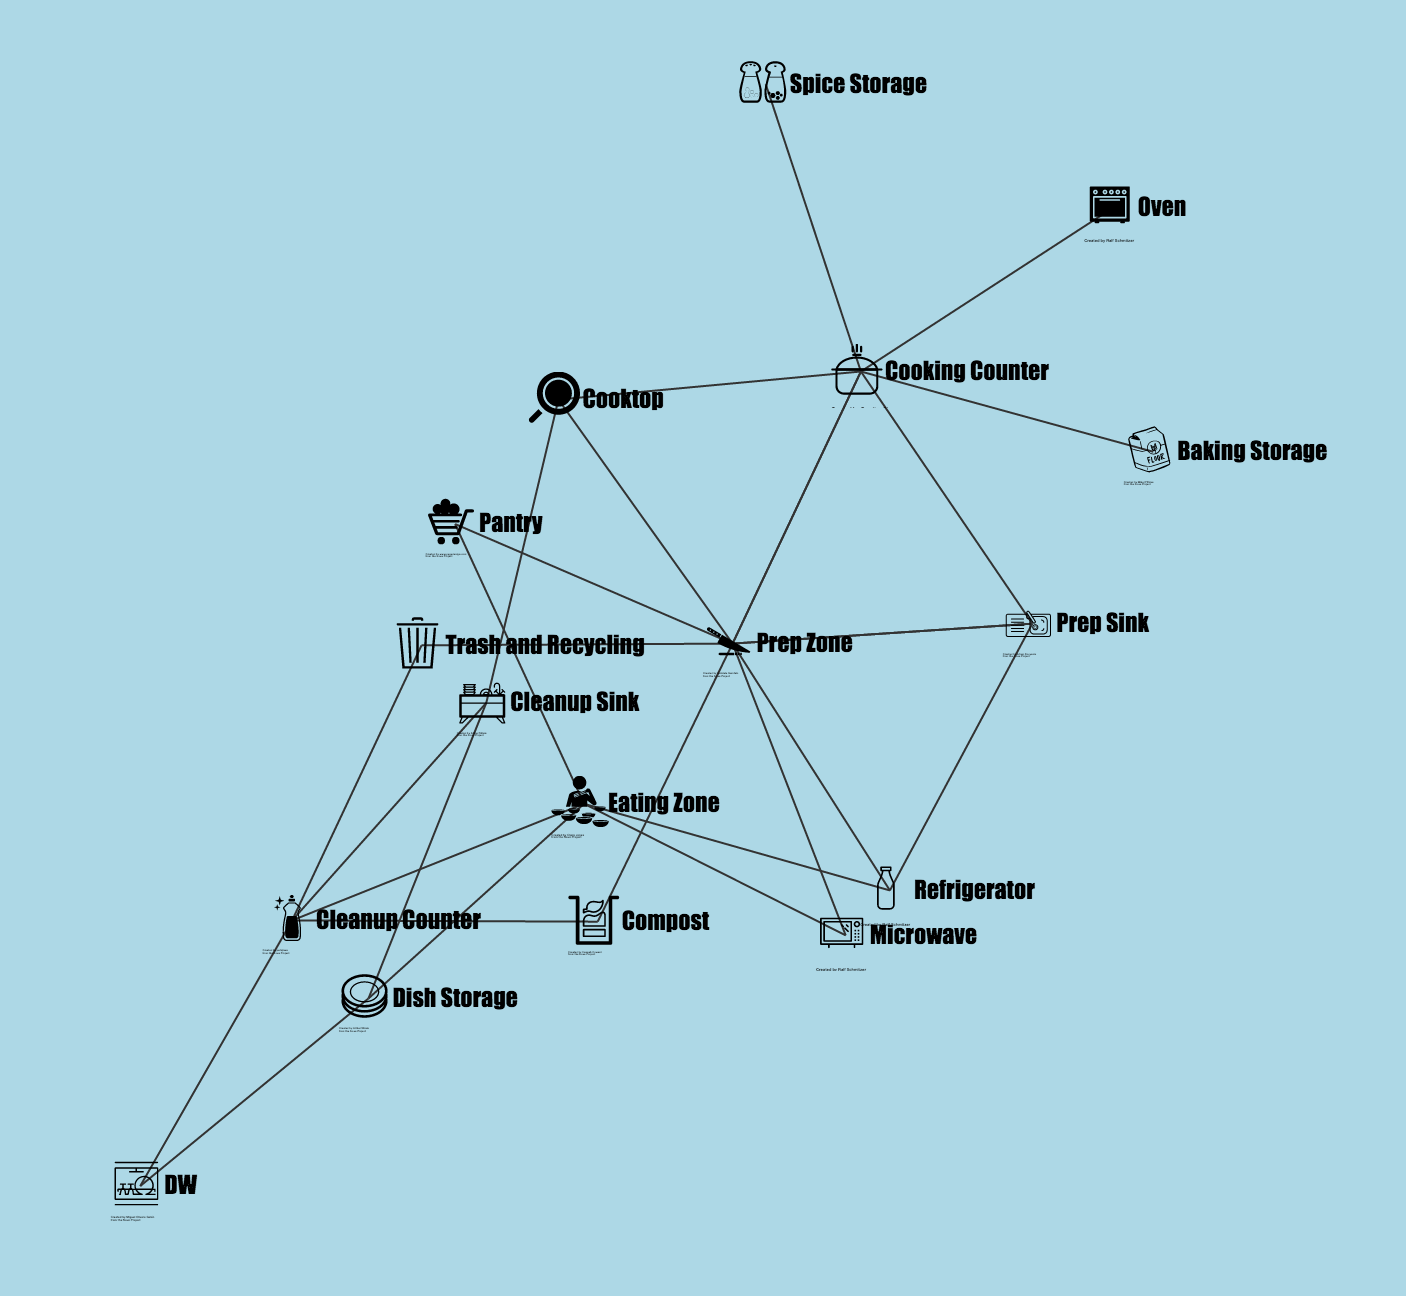 Spice Storage
Oven
Created by Ralf Schmitzer
Cooking Counter
Cooktop
Baking Storage
FLOUR
Pantry
Prep Sink
Trash and Recycling
Prep Zone
Cleanup Sink
Eating Zone
Refrigerator
Cleanup Counter
Compost
Microwave
Created by Ralf Schmitzer
Dish Storage
DW